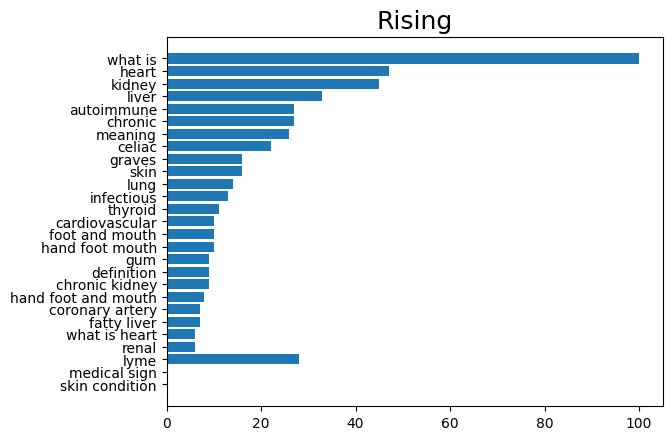 Rising
what is
heart
kidney
liver
autoimmune
chronic
meaning
celiac
graves
skin
lung
infectious
thyroid
cardiovascular
foot and mouth
hand foot mouth
gum
definition
chronic kidney
hand foot and mouth
coronary artery
fatty liver
what is heart
renal
lyme
medical sign
skin condition
0 20 40 60 80 100